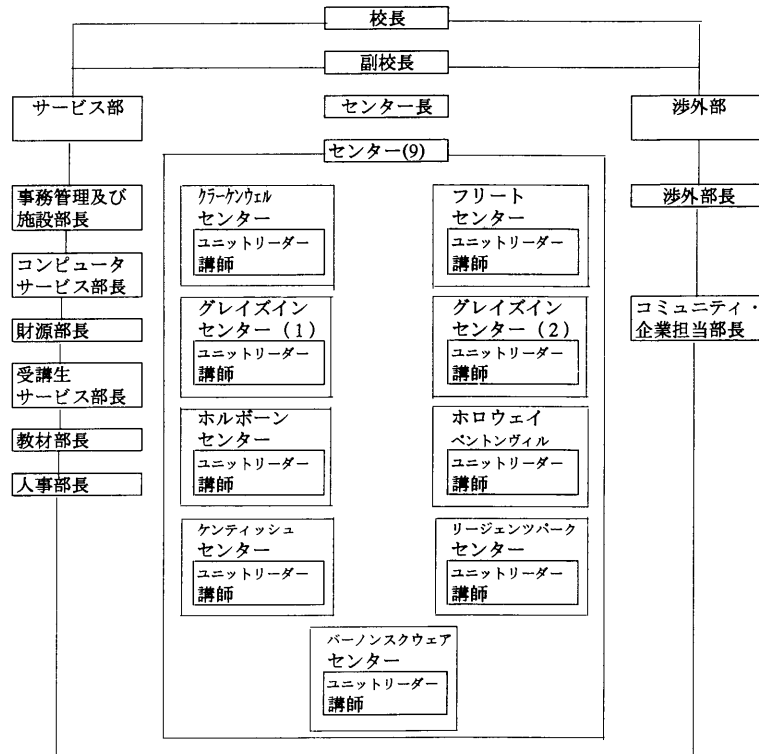 校長
副校長
サービス部
センター長
渉外部
センター(9)
事務管理及び
施設部長
コンピュータ
サービス部長
財源部長
受講生
サービス部長
教材部長
人事部長
クラーケンウェル
センター
ユニットリーダー
講師
フリート
センター
ユニットリーダー
講師
グレイズイン
センター（1）
ユニットリーダー
講師
グレイズイン
センター（2）
ユニットリーダー
講師
ホルボーン
センター
ユニットリーダー
講師
ホロウェイ
ペントンヴィル
ユニットリーダー
講師
ケンティッシュ
センター
ユニットリーダー
講師
リージェンツパーク
センター
ユニットリーダー
講師
バーノンスクウェア
センター
ユニットリーダー
講師
渉外部長
コミュニティ・
企業担当部長